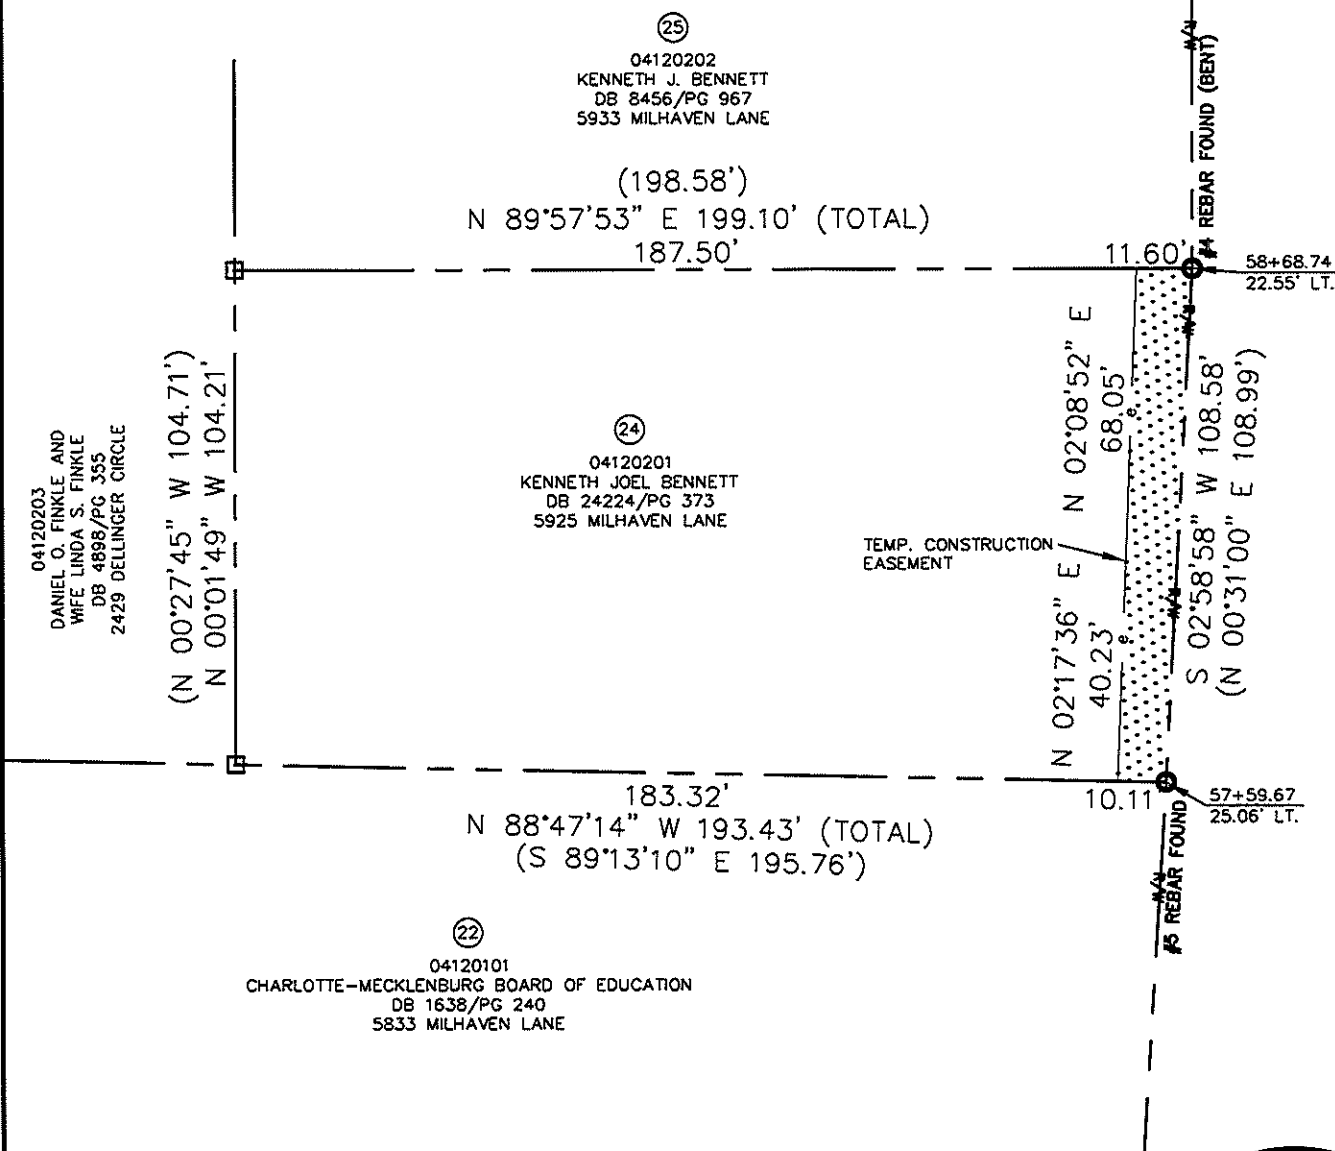 25
04120202
KENNETH J. BENNETT
DB 8456/PG 967
5933 MILHAVEN LANE
(198.58')
N 89°57'53" E 199.10' (TOTAL)
187.50'
11.60'
R/W
#4 REBAR FOUND (BENT)
58+68.74
22.55' LT.
04120203
DANIEL O. FINKLE AND
WIFE LINDA S. FINKLE
DB 4898/PG 355
2429 DELLINGER CIRCLE
(N 00°27'45" W 104.71')
N 00°01'49" W 104.21'
24
04120201
KENNETH JOEL BENNETT
DB 24224/PG 373
5925 MILHAVEN LANE
TEMP. CONSTRUCTION
EASEMENT
N 02°08'52" E
68.05'
e
N 02°17'36" E
40.23'
e
R/W
R/W
S 02°58'58" W 108.58'
(N 00°31'00" E 108.99')
183.32'
10.11'
N 88°47'14" W 193.43' (TOTAL)
(S 89°13'10" E 195.76')
57+59.67
25.06' LT.
R/W
#5 REBAR FOUND
22
04120101
CHARLOTTE-MECKLENBURG BOARD OF EDUCATION
DB 1638/PG 240
5833 MILHAVEN LANE